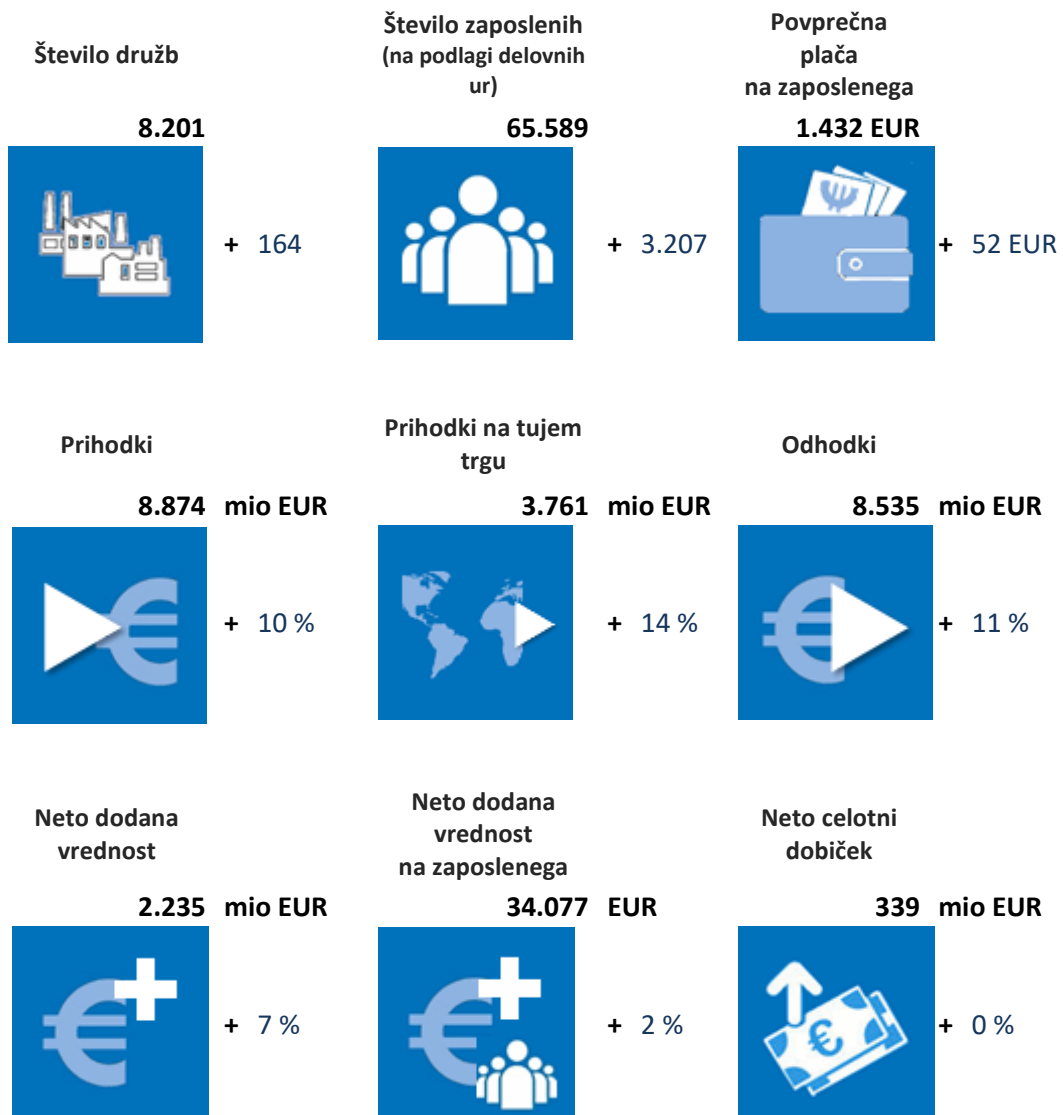 Število družb
8.201
+ 164
Število zaposlenih
(na podlagi delovnih
ur)
65.589
+ 3.207
Povprečna
plača
na zaposlenega
1.432 EUR
+ 52 EUR
Prihodki
8.874 mio EUR
+ 10 %
Prihodki na tujem
trgu
3.761 mio EUR
+ 14 %
Odhodki
8.535 mio EUR
+ 11 %
Neto dodana
vrednost
2.235 mio EUR
+ 7 %
Neto dodana
vrednost
na zaposlenega
34.077 EUR
+ 2 %
Neto celotni
dobiček
339 mio EUR
+ 0 %